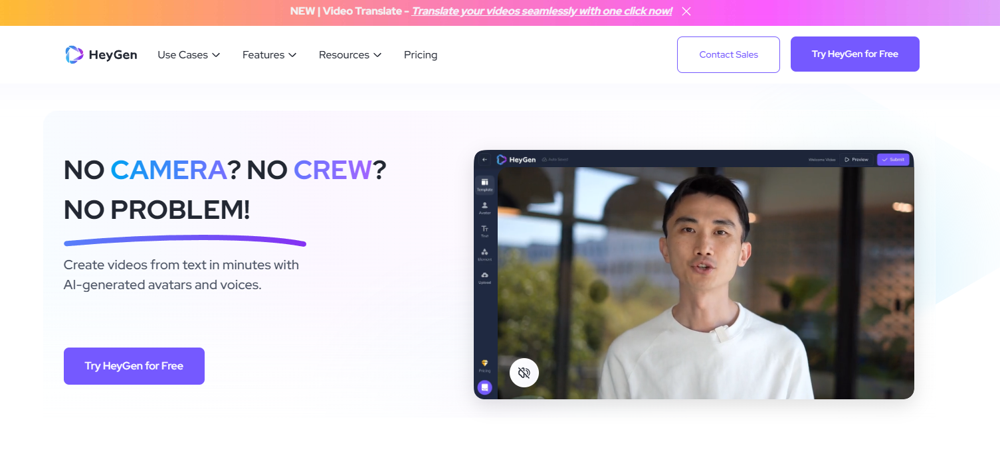 NEW | Video Translate - Translate your videos seamlessly with one click now!
HeyGen
Use Cases
Features
Resources
Pricing
Contact Sales
Try HeyGen for Free
NO CAMERA? NO CREW?
NO PROBLEM!
Create videos from text in minutes with
AI-generated avatars and voices.
Try HeyGen for Free
HeyGen
Auto Saved
Welcome Video
Preview
Submit
Template
Avatar
Text
Element
Upload
Pricing